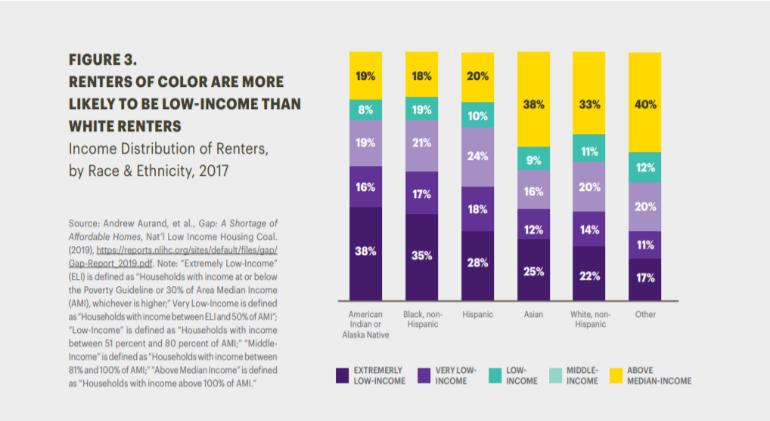 FIGURE 3.
RENTERS OF COLOR ARE MORE
LIKELY TO BE LOW-INCOME THAN
WHITE RENTERS
Income Distribution of Renters,
by Race & Ethnicity, 2017
Source: Andrew Aurand, et al., Gap: A Shortage of
Affordable Homes, Nat'l Low Income Housing Coal.
(2019), https://reports.nlihc.org/sites/default/files/gap/
Gap-Report_2019.pdf. Note: "Extremely Low-Income"
(ELI) is defined as "Households with income at or below
the Poverty Guideline or 30% of Area Median Income
(AMI), whichever is higher;" Very Low-Income is defined
as "Households with income between ELI and 50% of AMI";
"Low-Income" is defined as "Households with income
between 51 percent and 80 percent of AMI;" "Middle-
Income" is defined as "Households with income between
81% and 100% of AMI;" "Above Median Income" is defined
as "Households with income above 100% of AMI."
19% 18% 20% 38% 33% 40%
8% 19% 10% 9% 11% 12%
19% 21% 24% 16% 20% 20%
16% 17% 18% 12% 14% 11%
38% 35% 28% 25% 22% 17%
American Black, non- Hispanic Asian White, non- Other
Indian or Hispanic Hispanic
Alaska Native
EXTREMERLY VERY LOW- LOW- MIDDLE- ABOVE
LOW-INCOME INCOME INCOME INCOME MEDIAN-INCOME